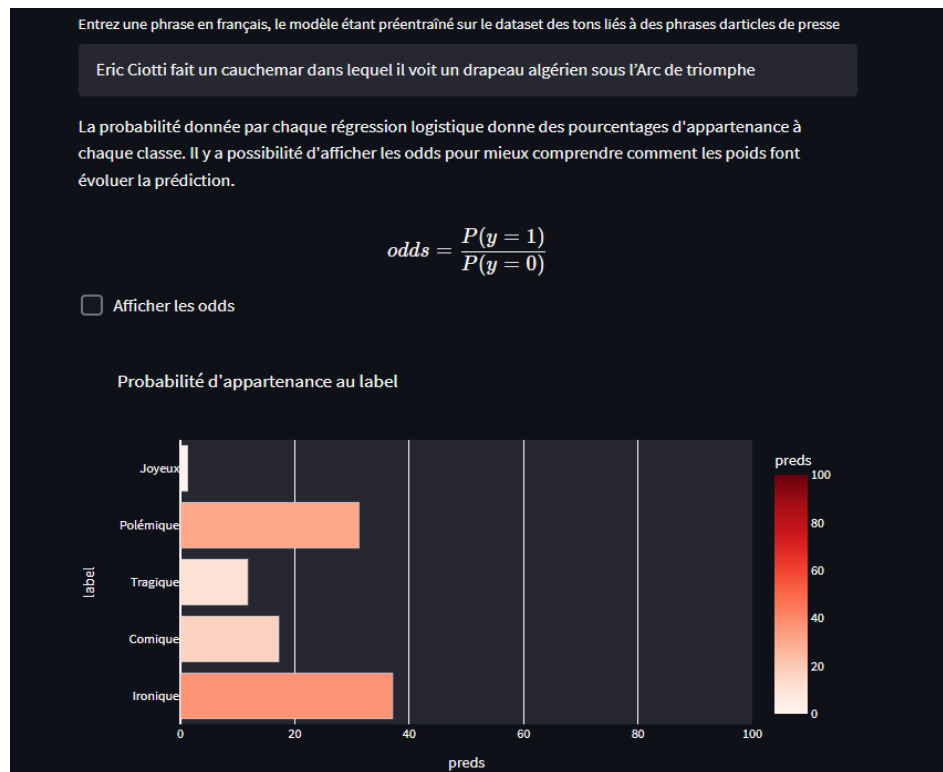 Entrez une phrase en français, le modèle étant préentraîné sur le dataset des tons liés à des phrases darticles de presse
Eric Ciotti fait un cauchemar dans lequel il voit un drapeau algérien sous l’Arc de triomphe
La probabilité donnée par chaque régression logistique donne des pourcentages d'appartenance à
chaque classe. Il y a possibilité d'afficher les odds pour mieux comprendre comment les poids font
évoluer la prédiction.
odds = P(y = 1) / P(y = 0)
Afficher les odds
Probabilité d'appartenance au label
label
Joyeux
Polémique
Tragique
Comique
Ironique
0 20 40 60 80 100
preds
preds
100
80
60
40
20
0